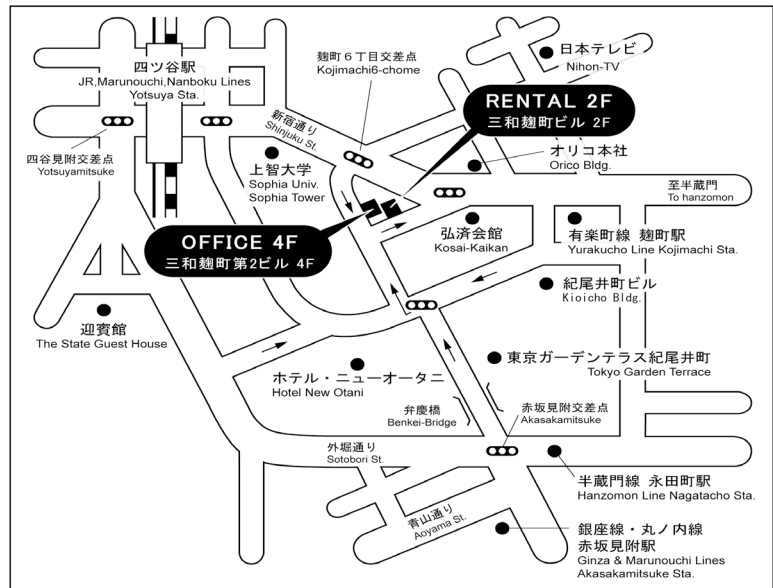 四ツ谷駅
JR,Marunouchi,Nanboku Lines
Yotsuya Sta.
麹町６丁目交差点
Kojimachi6-chome
日本テレビ
Nihon-TV
RENTAL 2F
三和麹町ビル 2F
新宿通り
Shinjuku St.
四谷見附交差点
Yotsuyamitsuke
上智大学
Sophia Univ.
Sophia Tower
オリコ本社
Orico Bldg.
至半蔵門
To hanzomon
OFFICE 4F
三和麹町第2ビル 4F
弘済会館
Kosai-Kaikan
有楽町線 麹町駅
Yurakucho Line Kojimachi Sta.
紀尾井町ビル
Kioicho Bldg.
迎賓館
The State Guest House
東京ガーデンテラス紀尾井町
Tokyo Garden Terrace
ホテル・ニューオータニ
Hotel New Otani
弁慶橋
Benkei-Bridge
赤坂見附交差点
Akasakamitsuke
外堀通り
Sotobori St.
半蔵門線 永田町駅
Hanzomon Line Nagatacho Sta.
青山通り
Aoyama St.
銀座線・丸ノ内線
赤坂見附駅
Ginza & Marunouchi Lines
Akasakamitsuke Sta.